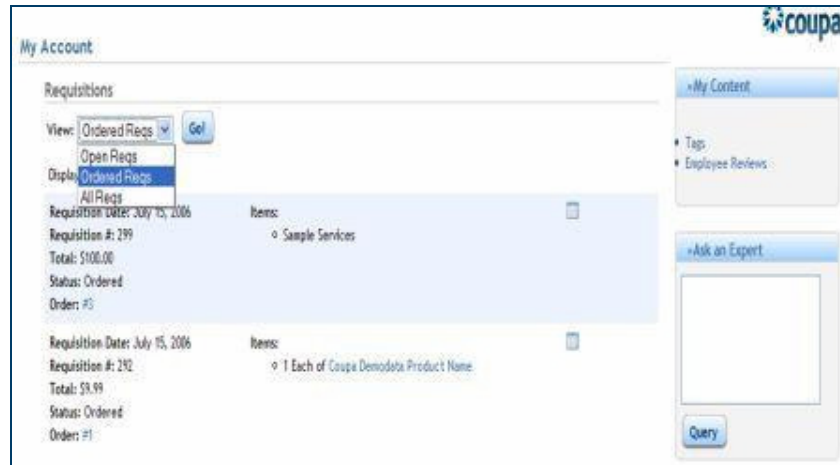 coupa
My Account
Requisitions
View: Ordered Reqs Go!
Open Reqs
Display Ordered Reqs
All Reqs
Requisition Date: July 15, 2006
Requisition #: 299
Total: $100.00
Status: Ordered
Order: #3
Items:
Sample Services
Requisition Date: July 15, 2006
Requisition #: 292
Total: $9.99
Status: Ordered
Order: #1
Items:
1 Each of Coupa Demodata Product Name
»My Content
Tags
Employee Reviews
»Ask an Expert
Query